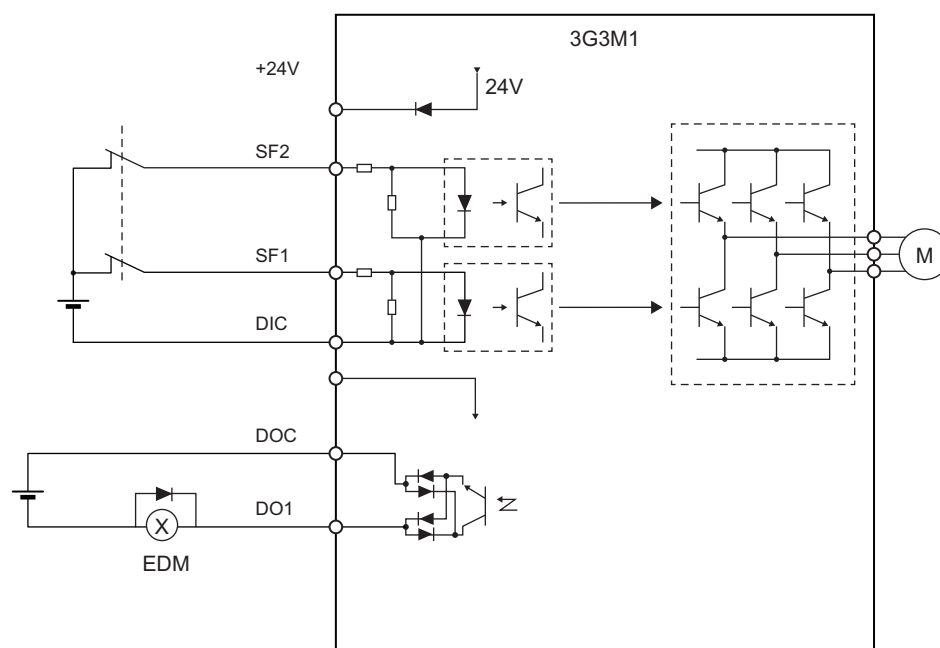 3G3M1
+24V
24V
SF2
SF1
M
DIC
DOC
DO1
X
EDM